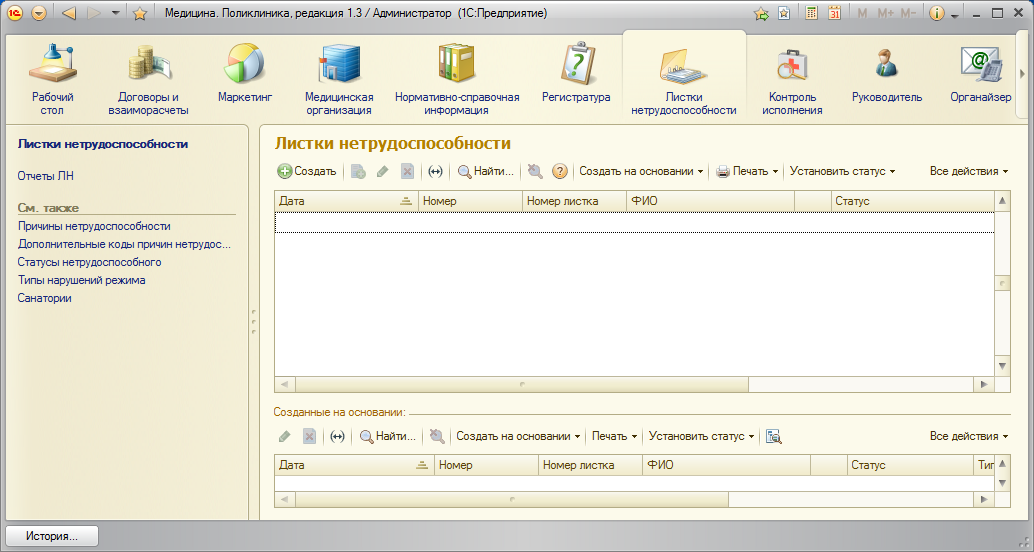 Медицина. Поликлиника, редакция 1.3 / Администратор (1С:Предприятие)
M M+ M-
Рабочий стол
Договоры и взаиморасчеты
Маркетинг
Медицинская организация
Нормативно-справочная информация
Регистратура
Листки нетрудоспособности
Контроль исполнения
Руководитель
Органайзер
Листки нетрудоспособности
Отчеты ЛН
См. также
Причины нетрудоспособности
Дополнительные коды причин нетрудос...
Статусы нетрудоспособного
Типы нарушений режима
Санатории
Листки нетрудоспособности
Создать Найти... Создать на основании Печать Установить статус Все действия
Дата Номер Номер листка ФИО Статус
Созданные на основании:
Найти... Создать на основании Печать Установить статус Все действия
Дата Номер Номер листка ФИО Статус Тип
История...